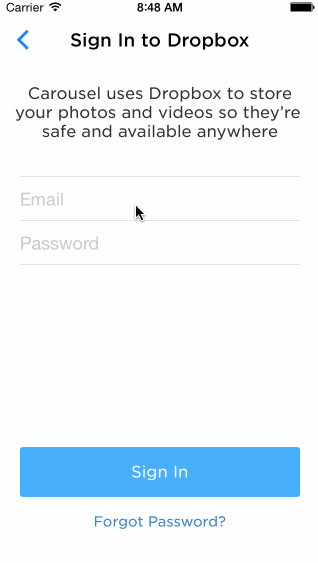 Carrier 8:48 AM
Sign In to Dropbox
Carousel uses Dropbox to store
your photos and videos so they’re
safe and available anywhere
Email
Password
Sign In
Forgot Password?